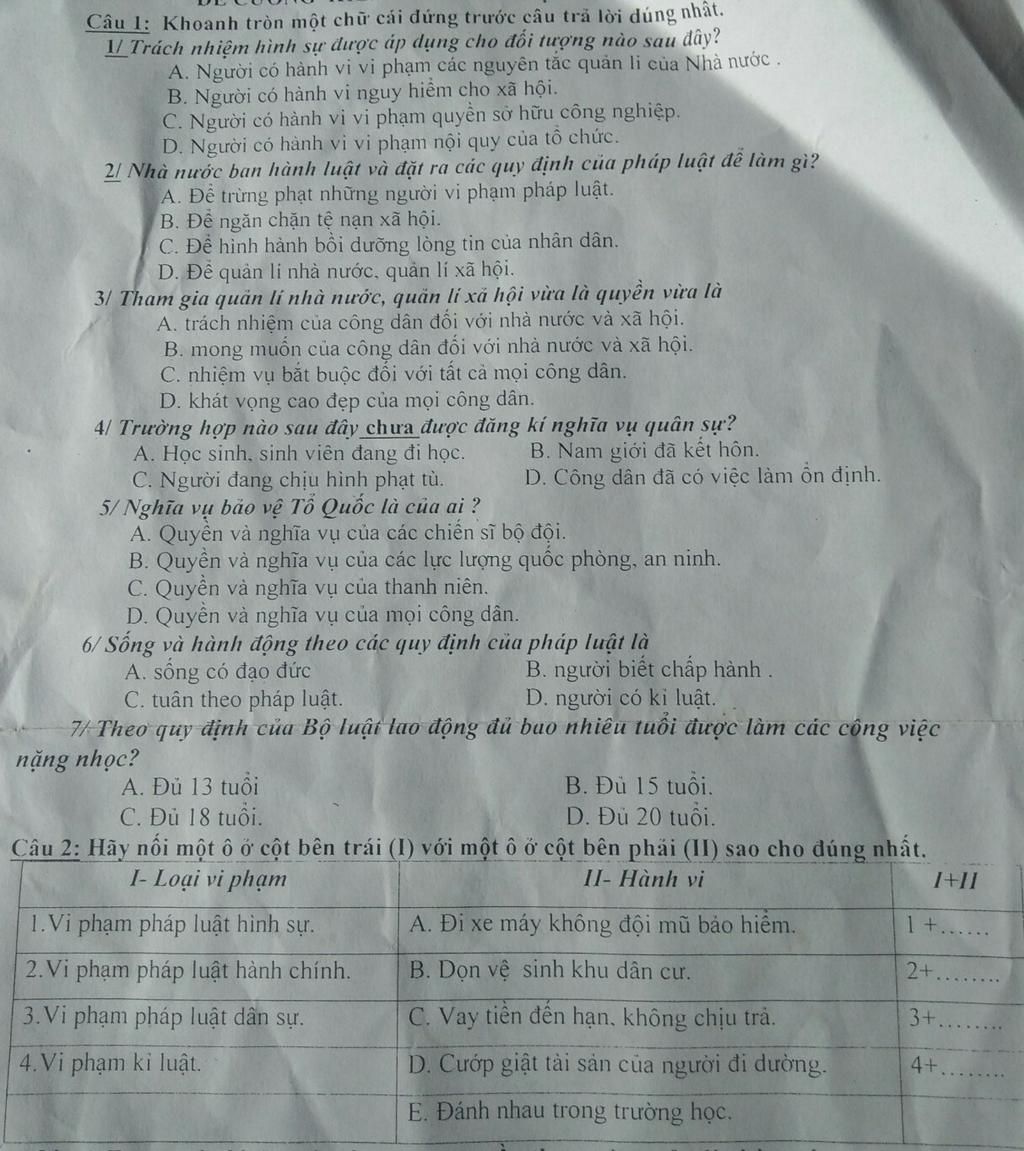 Câu 1: Khoanh tròn một chữ cái đứng trước câu trả lời đúng nhất.
1/ Trách nhiệm hình sự được áp dụng cho đối tượng nào sau đây?
A. Người có hành vi vi phạm các nguyên tắc quản lí của Nhà nước .
B. Người có hành vi nguy hiểm cho xã hội.
C. Người có hành vi vi phạm quyền sở hữu công nghiệp.
D. Người có hành vi vi phạm nội quy của tổ chức.
2/ Nhà nước ban hành luật và đặt ra các quy định của pháp luật để làm gì?
A. Để trừng phạt những người vi phạm pháp luật.
B. Để ngăn chặn tệ nạn xã hội.
C. Để hình hành bồi dưỡng lòng tin của nhân dân.
D. Để quản lí nhà nước, quản lí xã hội.
3/ Tham gia quản lí nhà nước, quản lí xã hội vừa là quyền vừa là
A. trách nhiệm của công dân đối với nhà nước và xã hội.
B. mong muốn của công dân đối với nhà nước và xã hội.
C. nhiệm vụ bắt buộc đối với tất cả mọi công dân.
D. khát vọng cao đẹp của mọi công dân.
4/ Trường hợp nào sau đây chưa được đăng kí nghĩa vụ quân sự?
A. Học sinh, sinh viên đang đi học. B. Nam giới đã kết hôn.
C. Người đang chịu hình phạt tù. D. Công dân đã có việc làm ổn định.
5/ Nghĩa vụ bảo vệ Tổ Quốc là của ai ?
A. Quyền và nghĩa vụ của các chiến sĩ bộ đội.
B. Quyền và nghĩa vụ của các lực lượng quốc phòng, an ninh.
C. Quyền và nghĩa vụ của thanh niên.
D. Quyền và nghĩa vụ của mọi công dân.
6/ Sống và hành động theo các quy định của pháp luật là
A. sống có đạo đức B. người biết chấp hành .
C. tuân theo pháp luật. D. người có kỉ luật.
7/ Theo quy định của Bộ luật lao động đủ bao nhiêu tuổi được làm các công việc
nặng nhọc?
A. Đủ 13 tuổi B. Đủ 15 tuổi.
C. Đủ 18 tuổi. D. Đủ 20 tuổi.
Câu 2: Hãy nối một ô ở cột bên trái (I) với một ô ở cột bên phải (II) sao cho đúng nhất.
I- Loại vi phạm II- Hành vi I+II
1.Vi phạm pháp luật hình sự. A. Đi xe máy không đội mũ bảo hiểm. 1 +......
2.Vi phạm pháp luật hành chính. B. Dọn vệ sinh khu dân cư. 2+........
3.Vi phạm pháp luật dân sự. C. Vay tiền đến hạn, không chịu trả. 3+........
4.Vi phạm kỉ luật. D. Cướp giật tài sản của người đi đường. 4+........
E. Đánh nhau trong trường học.